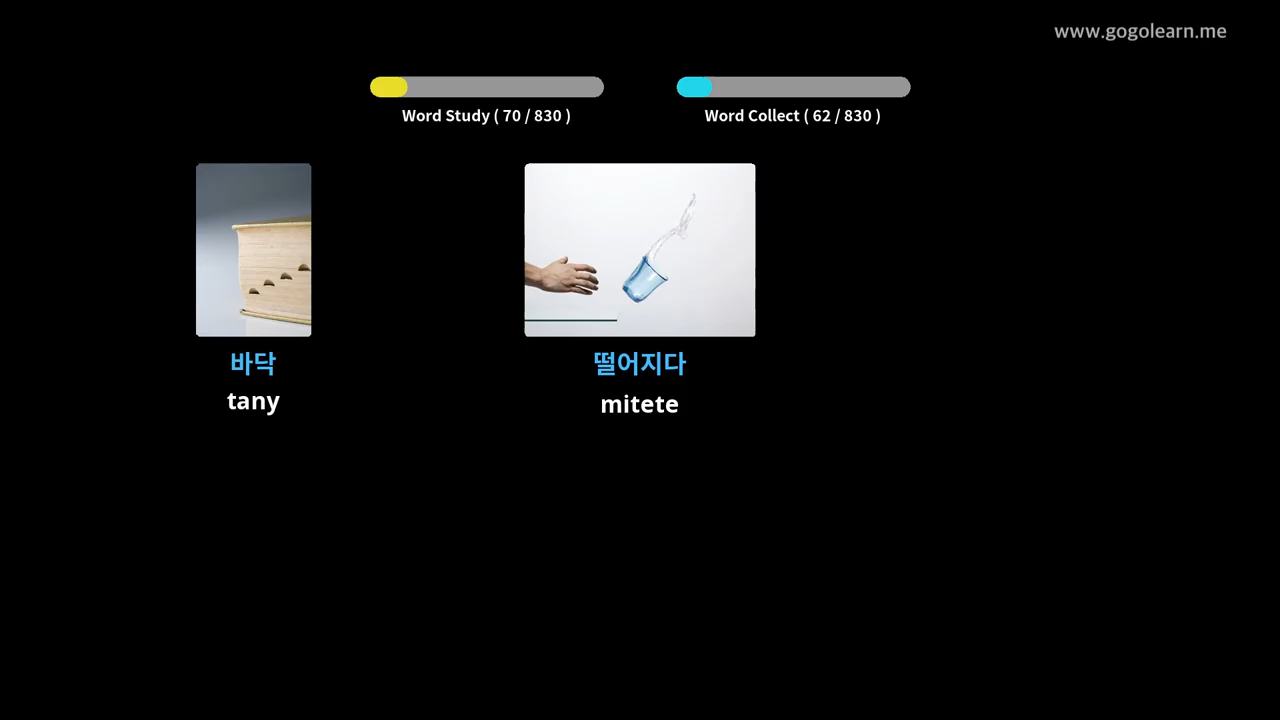 www.gogolearn.me
Word Study ( 70 / 830 )
Word Collect ( 62 / 830 )
바닥
tany
떨어지다
mitete